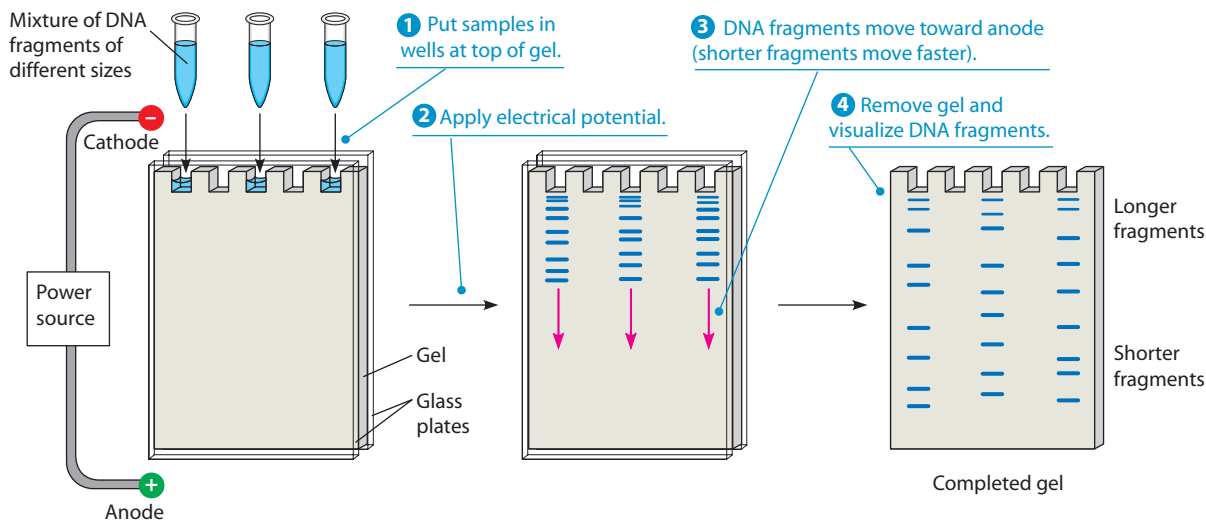 Mixture of DNA
fragments of
different sizes
1 Put samples in
wells at top of gel.
3 DNA fragments move toward anode
(shorter fragments move faster).
2 Apply electrical potential.
4 Remove gel and
visualize DNA fragments.
−
Cathode
Power
source
Gel
Glass
plates
+
Anode
Longer
fragments
Shorter
fragments
Completed gel